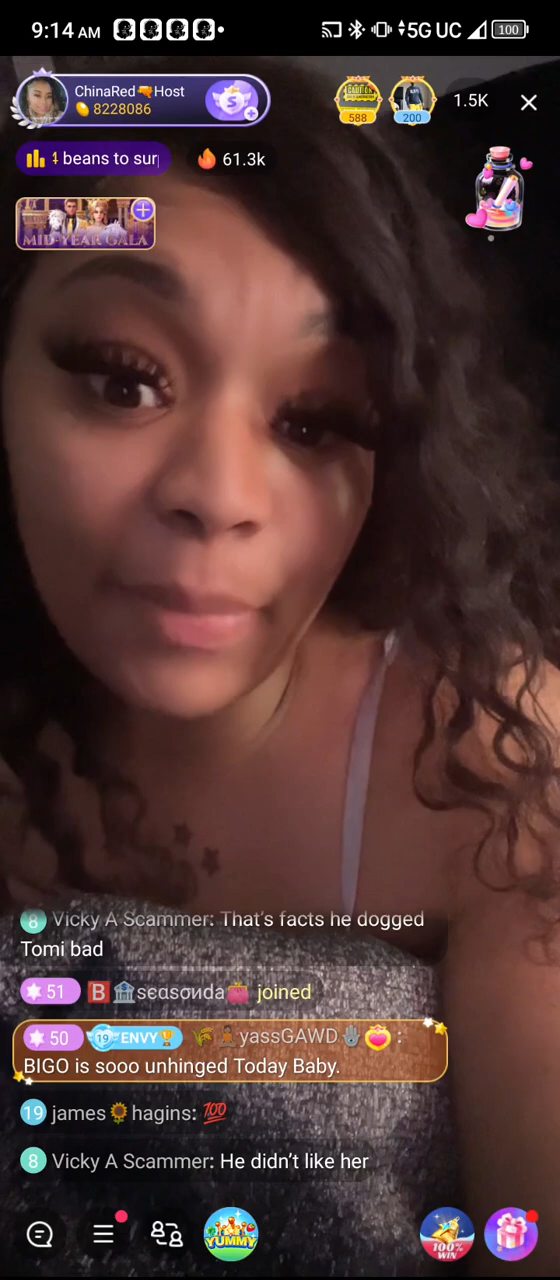 9:14 AM
5G UC
100
ChinaRed🔫Host
8228086
S
588
200
1.5K
4 beans to sur
61.3k
MID-YEAR GALA
8 Vicky A Scammer: That's facts he dogged
Tomi bad
51 B🏦sєαsσиda👛 joined
50 19 ENVY🏆 🌾yassGAWD :
BIGO is sooo unhinged Today Baby.
19 james🌻hagins: 💯
8 Vicky A Scammer: He didn't like her
YUMMY
100%
WIN